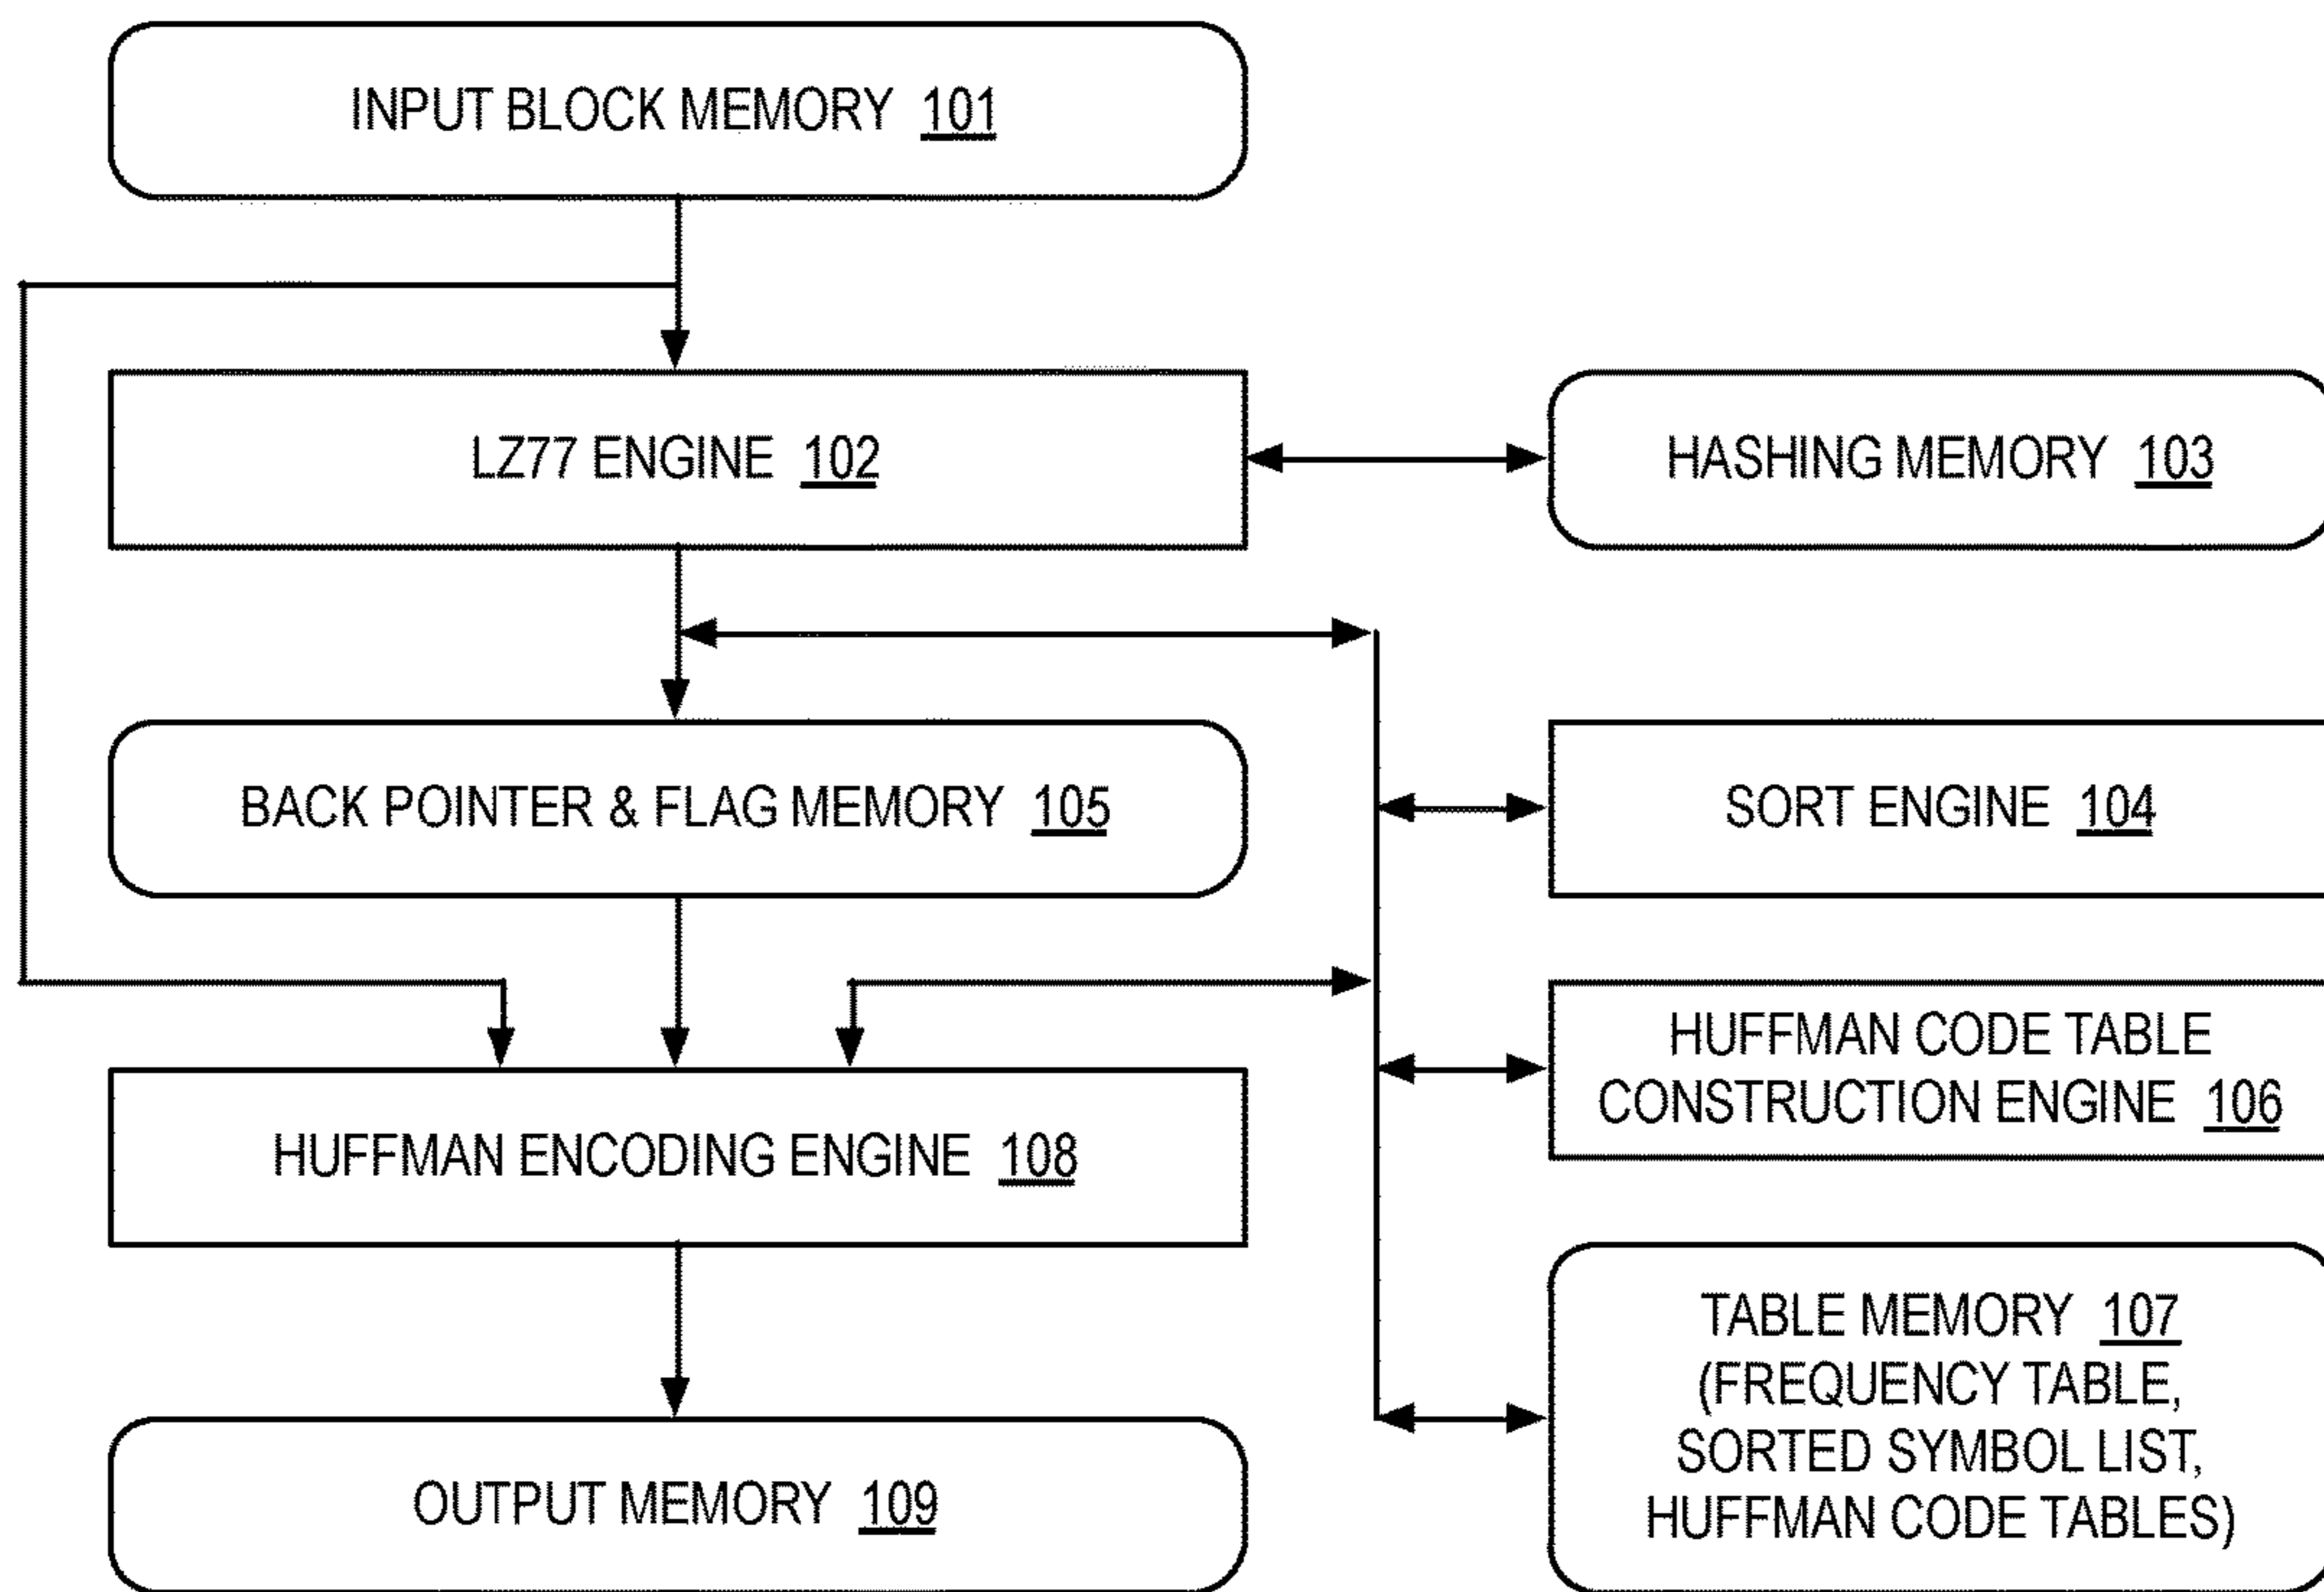 INPUT BLOCK MEMORY 101
LZ77 ENGINE 102
HASHING MEMORY 103
BACK POINTER & FLAG MEMORY 105
SORT ENGINE 104
HUFFMAN CODE TABLE
CONSTRUCTION ENGINE 106
HUFFMAN ENCODING ENGINE 108
TABLE MEMORY 107
(FREQUENCY TABLE,
SORTED SYMBOL LIST,
HUFFMAN CODE TABLES)
OUTPUT MEMORY 109